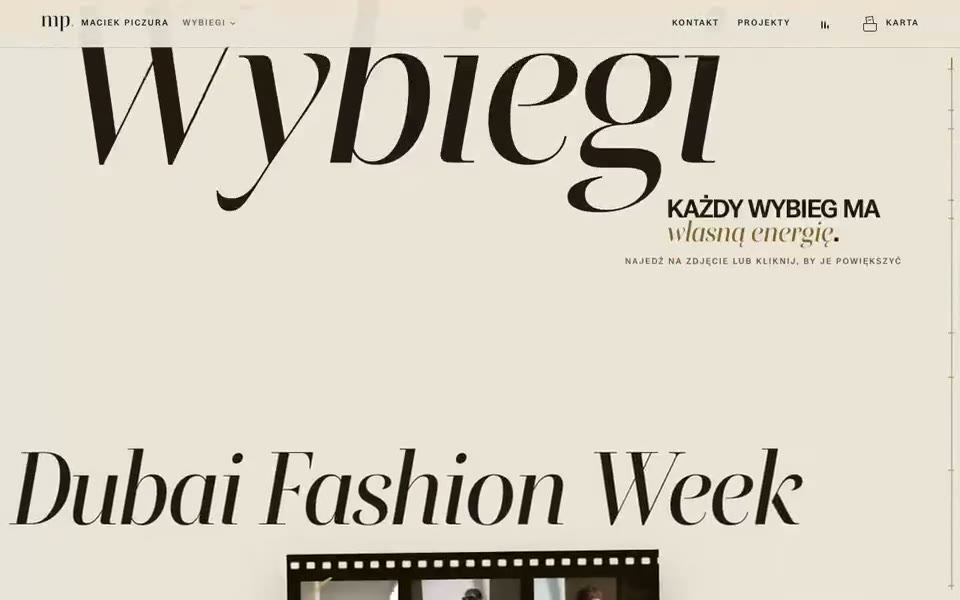 mp. MACIEK PICZURA WYBIEGI KONTAKT PROJEKTY KARTA
Wybiegi
KAŻDY WYBIEG MA
własną energię.
NAJEDŹ NA ZDJĘCIE LUB KLIKNIJ, BY JE POWIĘKSZYĆ
Dubai Fashion Week